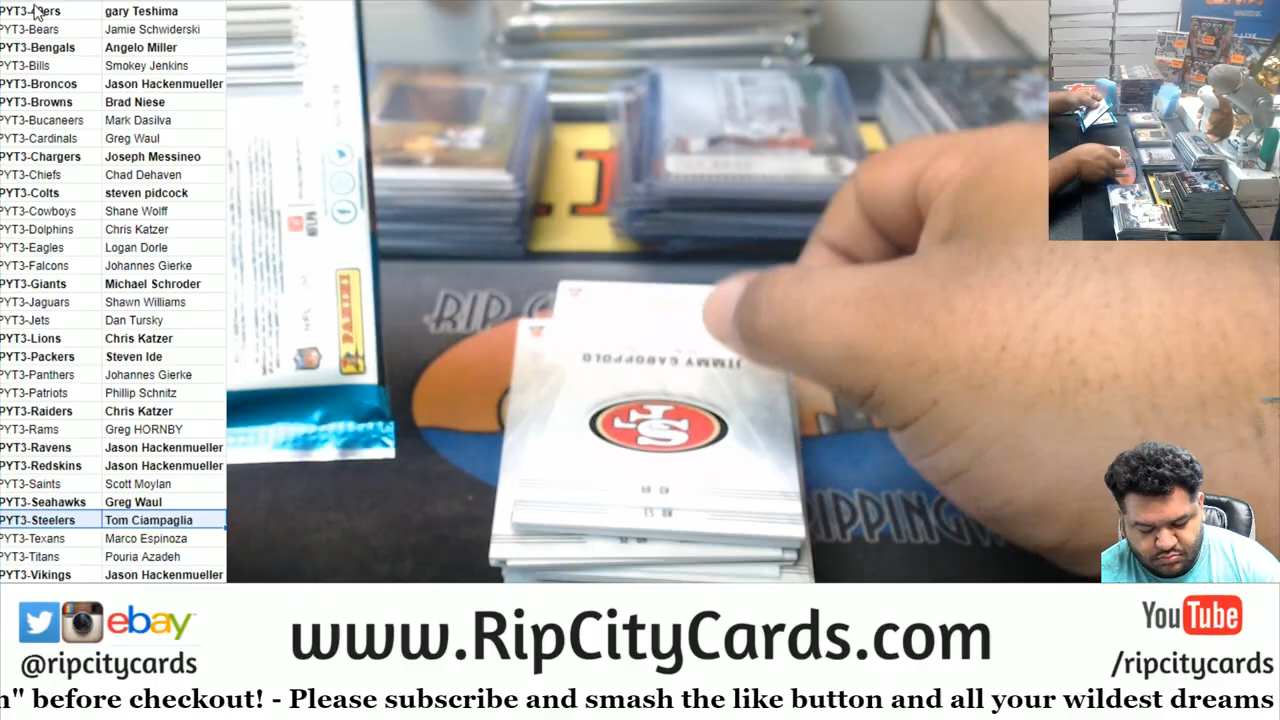 PYT3-49ers gary Teshima
PYT3-Bears Jamie Schwiderski
PYT3-Bengals Angelo Miller
PYT3-Bills Smokey Jenkins
PYT3-Broncos Jason Hackenmueller
PYT3-Browns Brad Niese
PYT3-Bucaneers Mark Dasilva
PYT3-Cardinals Greg Waul
PYT3-Chargers Joseph Messineo
PYT3-Chiefs Chad Dehaven
PYT3-Colts steven pidcock
PYT3-Cowboys Shane Wolff
PYT3-Dolphins Chris Katzer
PYT3-Eagles Logan Dorle
PYT3-Falcons Johannes Gierke
PYT3-Giants Michael Schroder
PYT3-Jaguars Shawn Williams
PYT3-Jets Dan Tursky
PYT3-Lions Chris Katzer
PYT3-Packers Steven Ide
PYT3-Panthers Johannes Gierke
PYT3-Patriots Phillip Schnitz
PYT3-Raiders Chris Katzer
PYT3-Rams Greg HORNBY
PYT3-Ravens Jason Hackenmueller
PYT3-Redskins Jason Hackenmueller
PYT3-Saints Scott Moylan
PYT3-Seahawks Greg Waul
PYT3-Steelers Tom Ciampaglia
PYT3-Texans Marco Espinoza
PYT3-Titans Pouria Azadeh
PYT3-Vikings Jason Hackenmueller
PANINI
NFL
RIP
JIMMY GAROPPOLO
SF
RIPPING
ebay
@ripcitycards
www.RipCityCards.com
YouTube
/ripcitycards
n" before checkout! - Please subscribe and smash the like button and all your wildest dreams